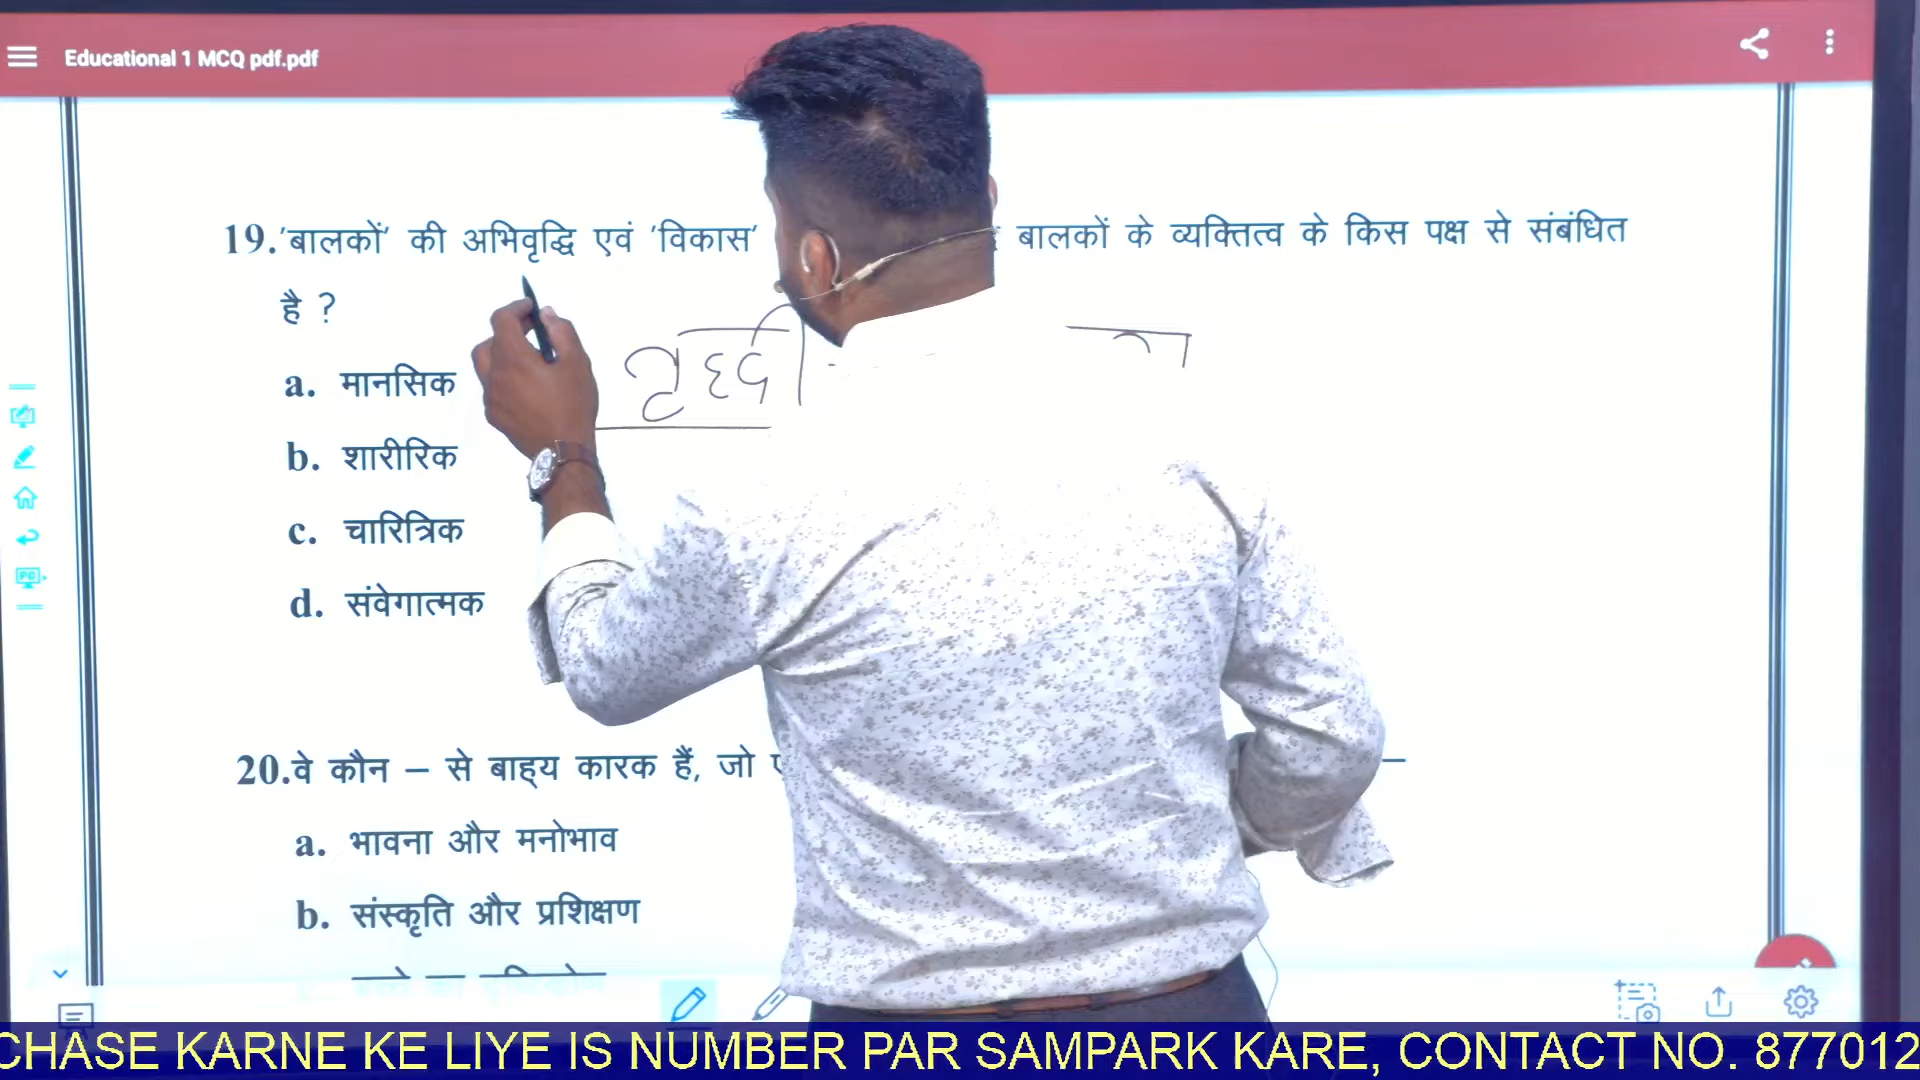 Educational 1 MCQ pdf.pdf
19. 'बालकों' की अभिवृद्धि एवं 'विकास' बालकों के व्यक्तित्व के किस पक्ष से संबंधित
है ?
a. मानसिक
b. शारीरिक
c. चारित्रिक
d. संवेगात्मक
20. वे कौन – से बाह्य कारक हैं, जो –
a. भावना और मनोभाव
b. संस्कृति और प्रशिक्षण
CHASE KARNE KE LIYE IS NUMBER PAR SAMPARK KARE, CONTACT NO. 877012